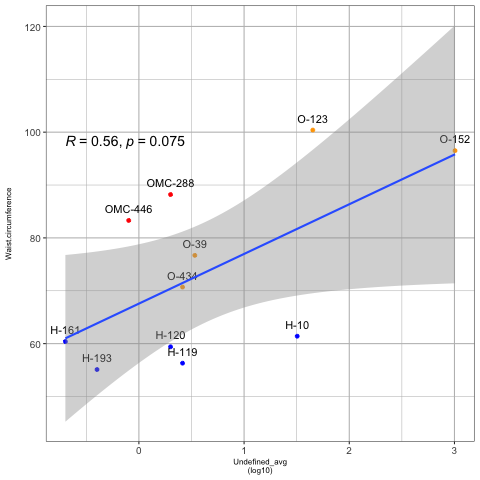 120
100
80
60
Waist.circumference
R = 0.56, p = 0.075
O-123
O-152
OMC-288
OMC-446
O-39
O-434
H-161
H-120
H-10
H-193
H-119
0 1 2 3
Undefined_avg
(log10)